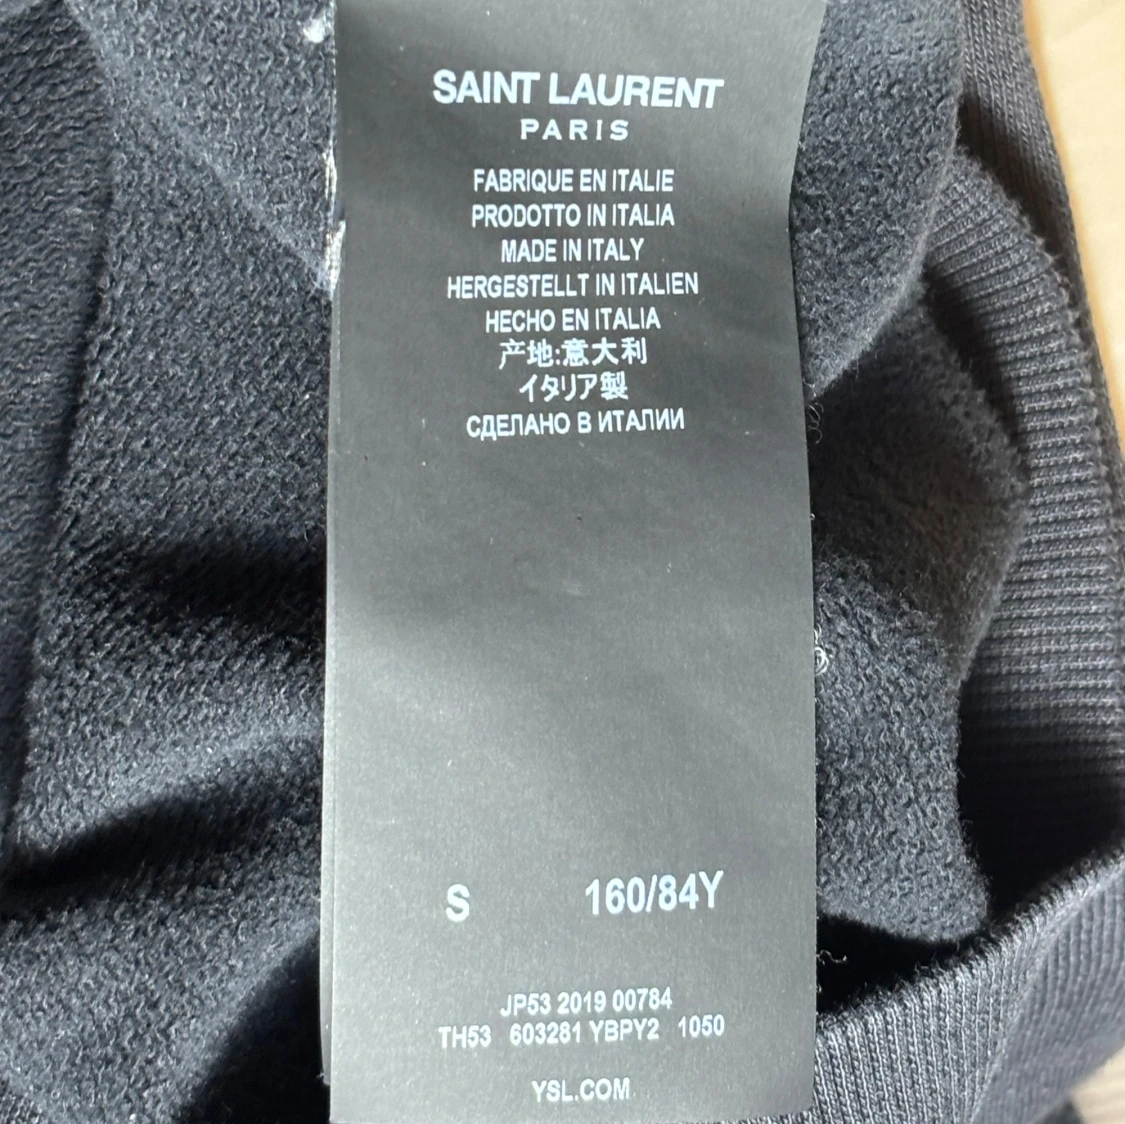 SAINT LAURENT
PARIS
FABRIQUE EN ITALIE
PRODOTTO IN ITALIA
MADE IN ITALY
HERGESTELLT IN ITALIEN
HECHO EN ITALIA
产地:意大利
イタリア製
СДЕЛАНО В ИТАЛИИ
S 160/84Y
JP53 2019 00784
TH53 603281 YBPY2 1050
YSL.COM